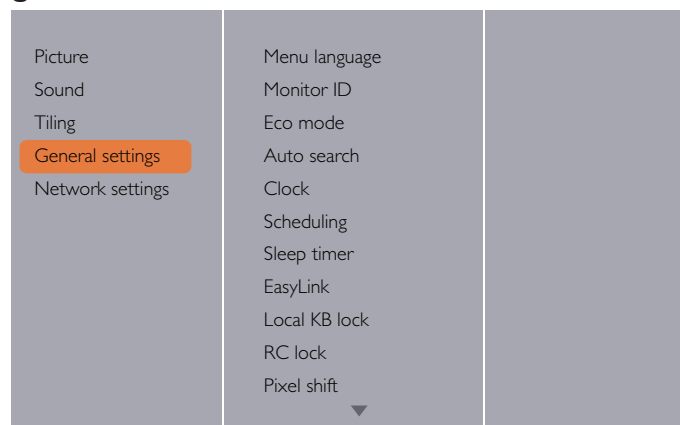 Picture
Sound
Tiling
General settings
Network settings
Menu language
Monitor ID
Eco mode
Auto search
Clock
Scheduling
Sleep timer
EasyLink
Local KB lock
RC lock
Pixel shift